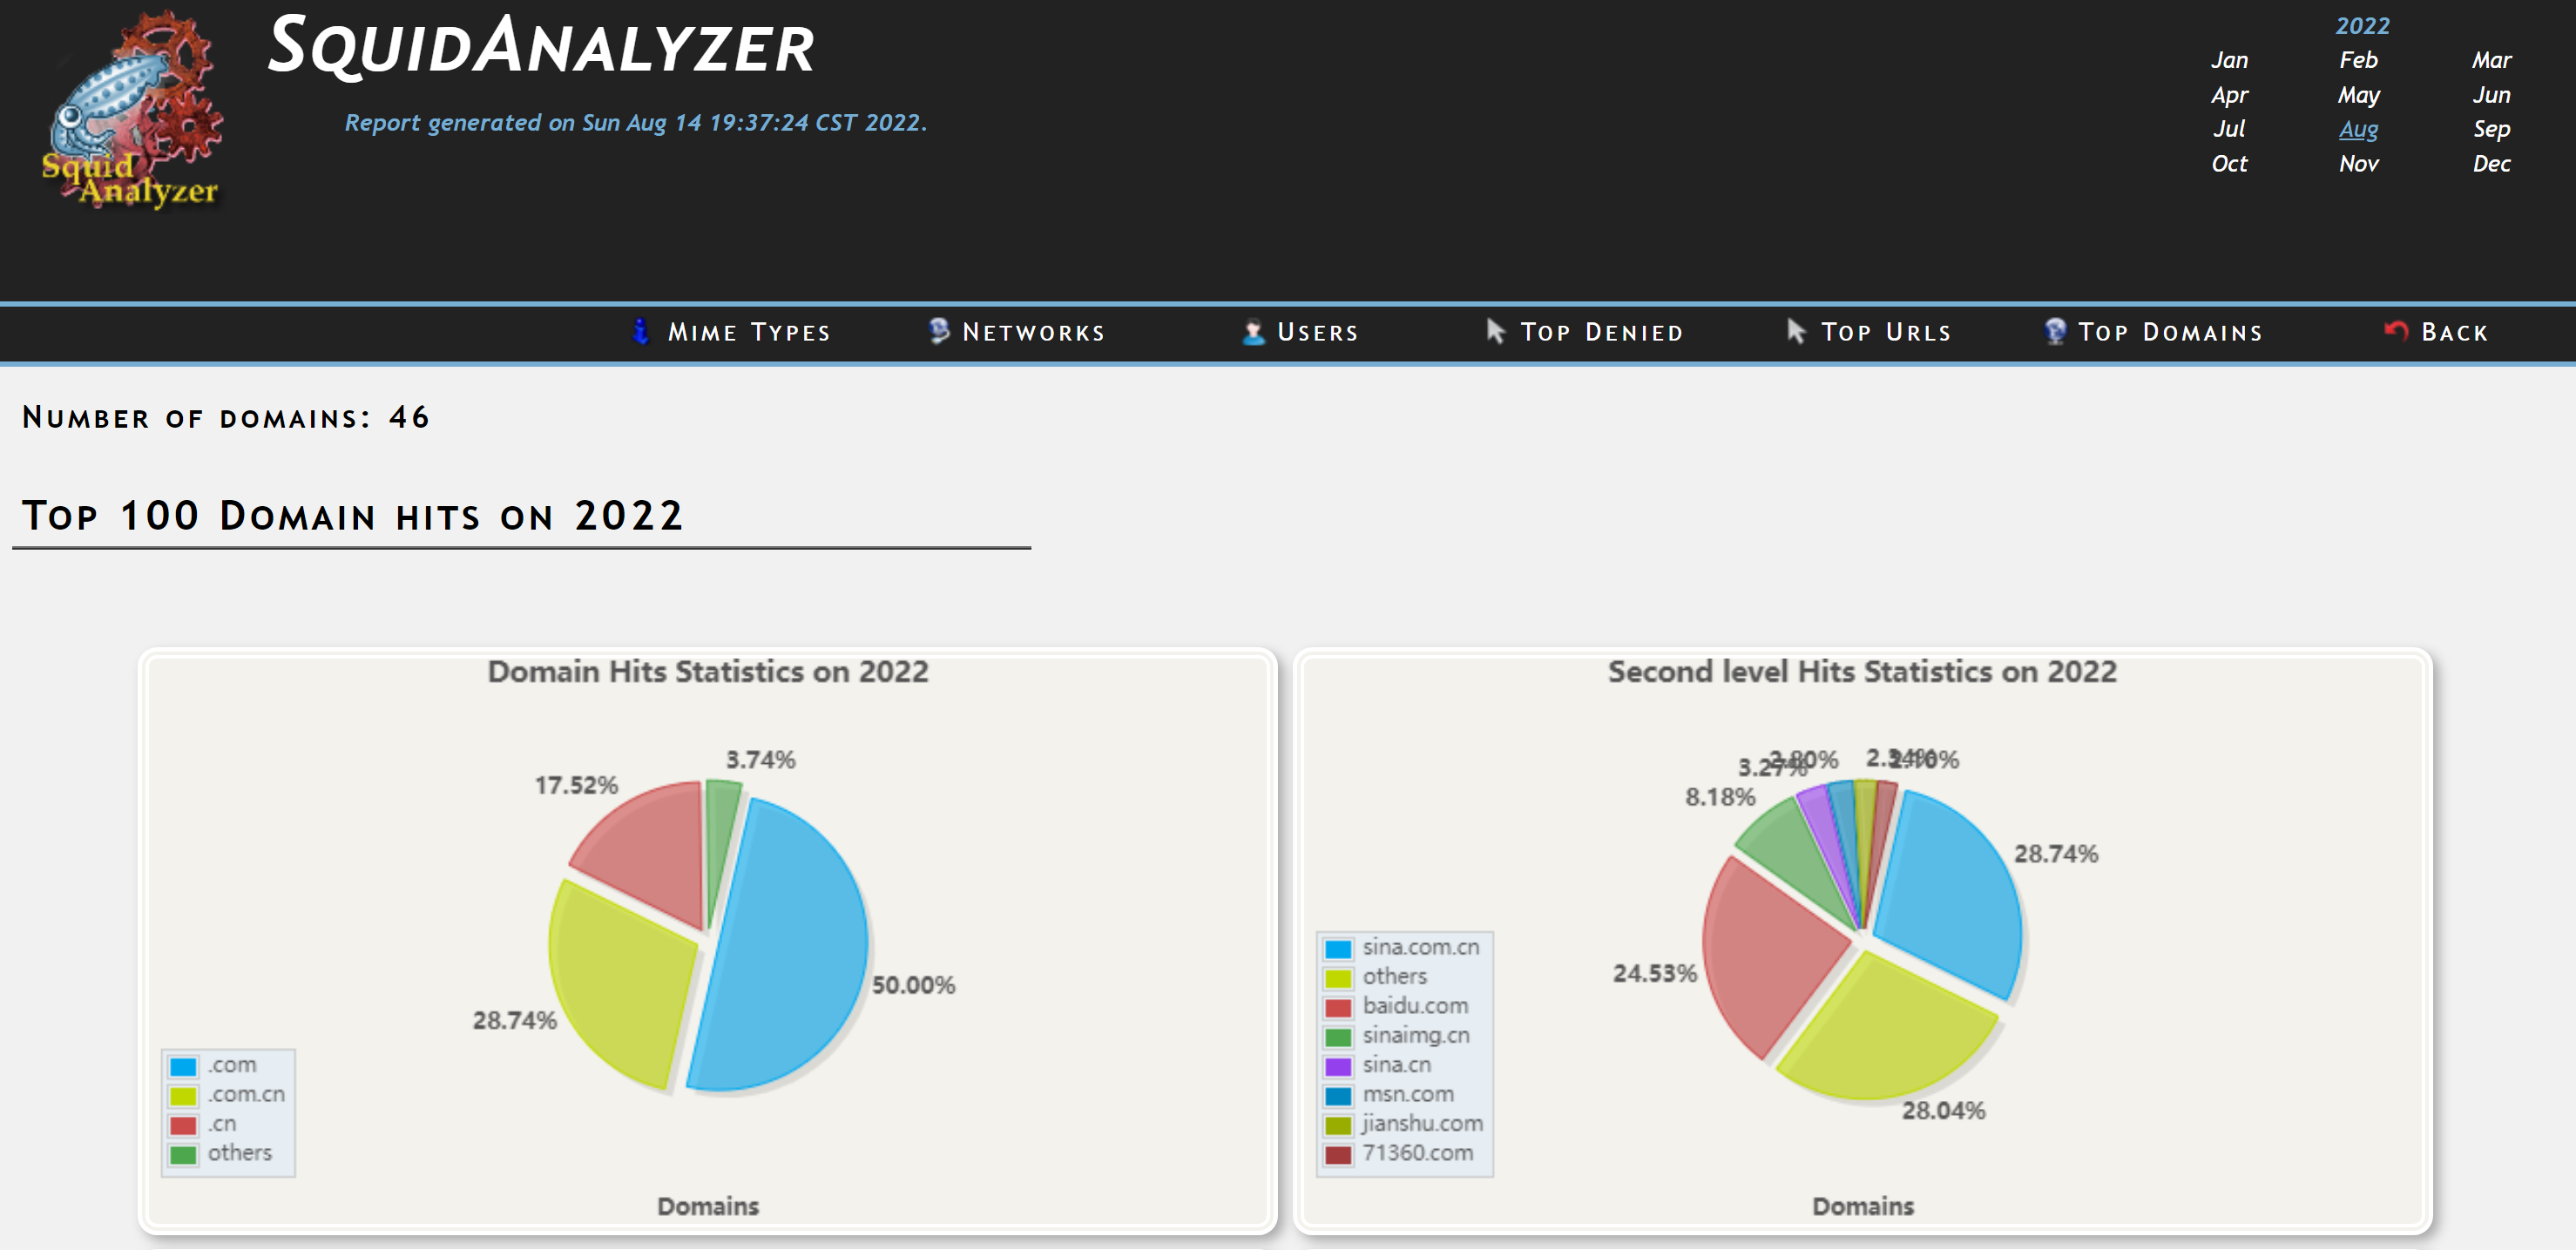 Squid
Analyzer
SQUIDANALYZER
Report generated on Sun Aug 14 19:37:24 CST 2022.
2022
Jan Feb Mar
Apr May Jun
Jul Aug Sep
Oct Nov Dec
MIME TYPES NETWORKS USERS TOP DENIED TOP URLS TOP DOMAINS BACK
NUMBER OF DOMAINS: 46
TOP 100 DOMAIN HITS ON 2022
Domain Hits Statistics on 2022
3.74%
17.52%
50.00%
28.74%
.com
.com.cn
.cn
others
Domains
Second level Hits Statistics on 2022
2.80%
3.27%
8.18%
28.74%
24.53%
28.04%
sina.com.cn
others
baidu.com
sinaimg.cn
sina.cn
msn.com
jianshu.com
71360.com
Domains